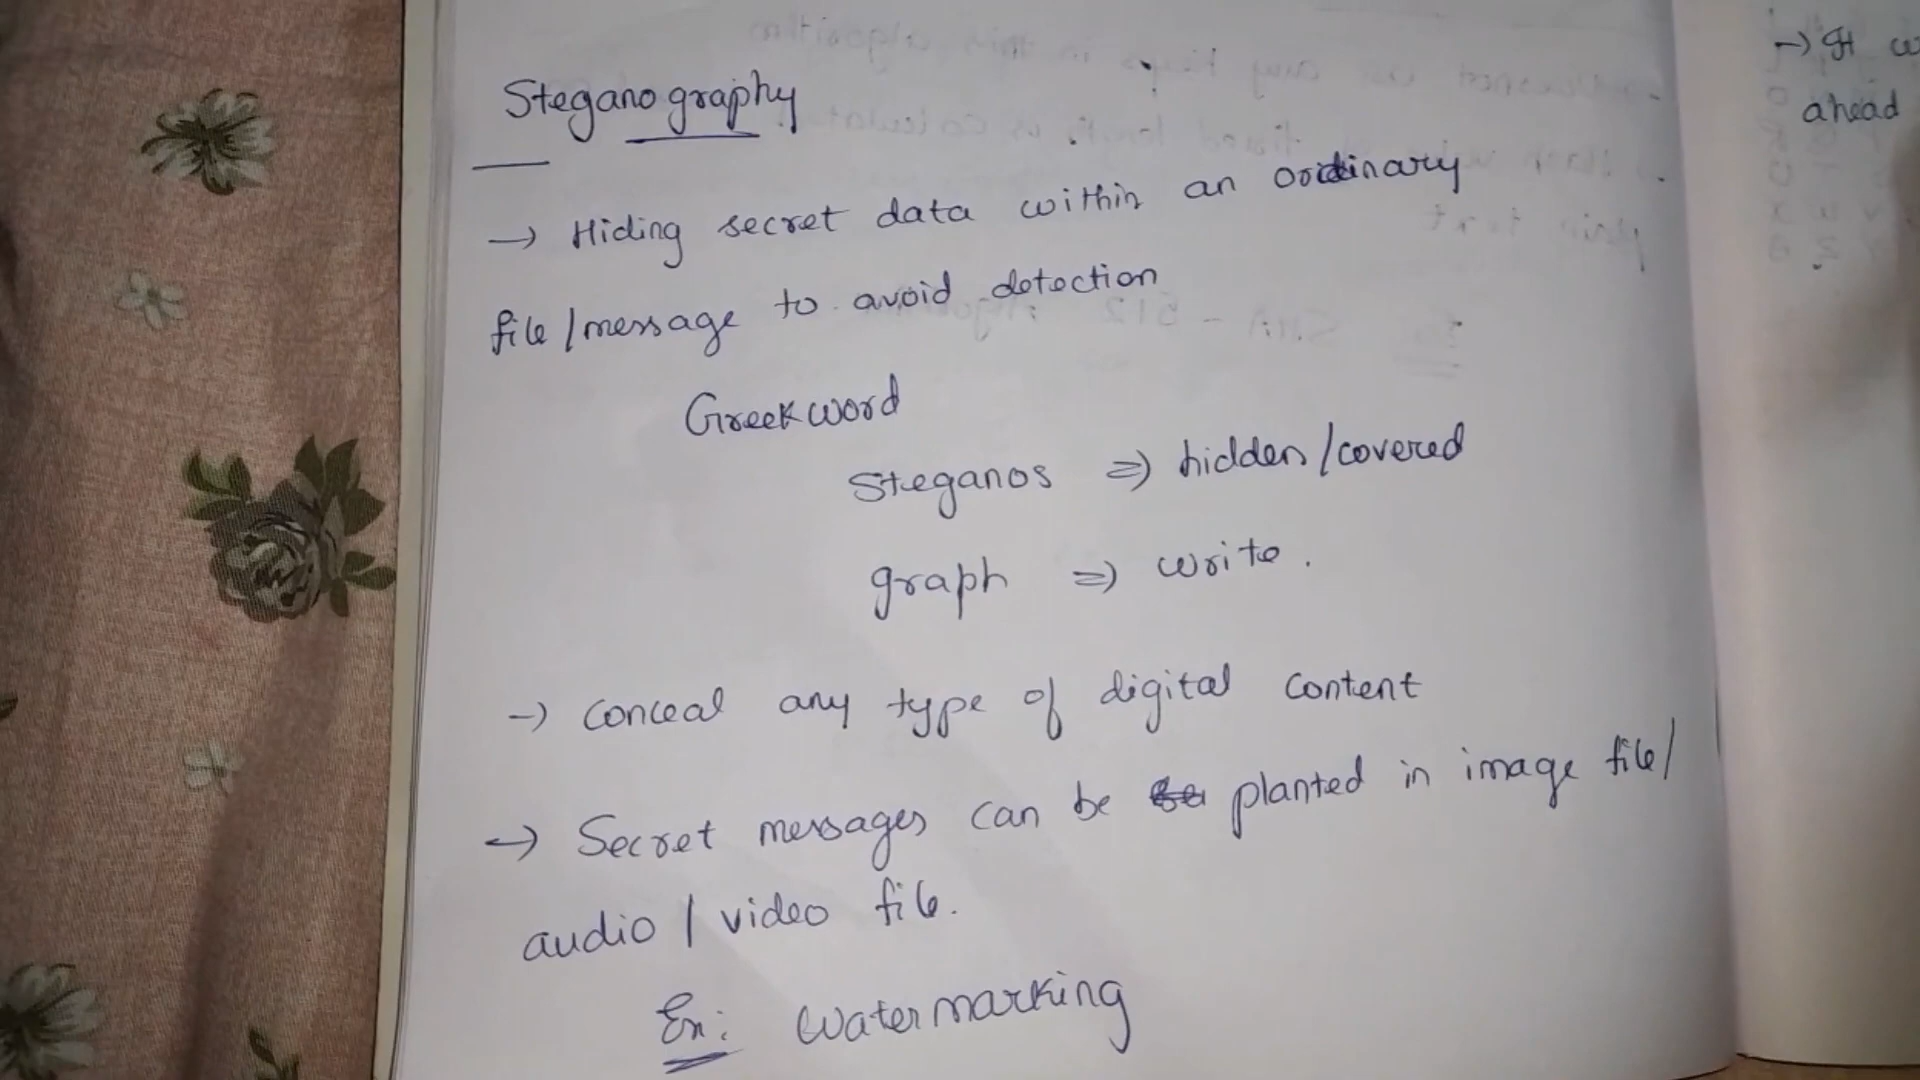 Steganography
→ Hiding secret data within an ordinary
file/message to avoid detection
Greek word
Steganos ⇒ hidden/covered
graph ⇒ write.
→ Conceal any type of digital content
→ Secret messages can be planted in image file/
audio/video file.
Ex: Watermarking
→ It
ahead